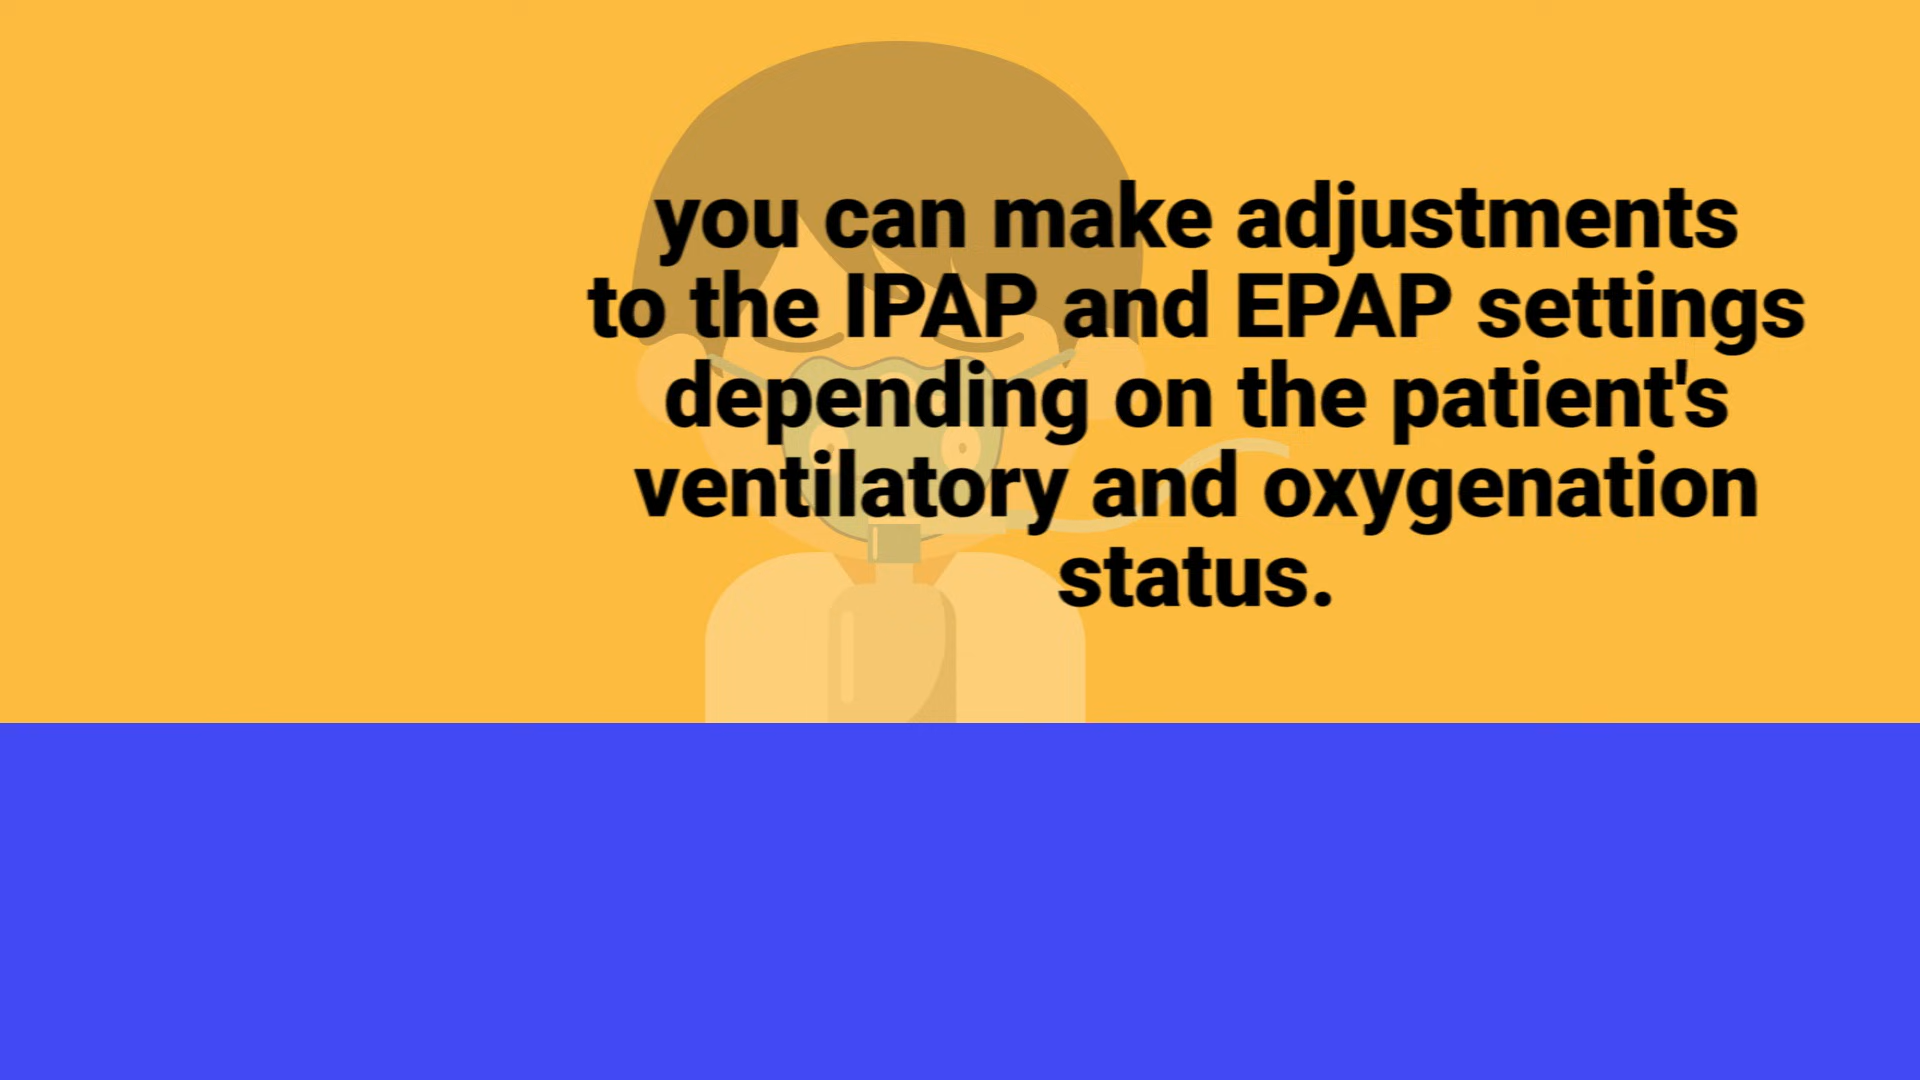 you can make adjustments
to the IPAP and EPAP settings
depending on the patient's
ventilatory and oxygenation
status.